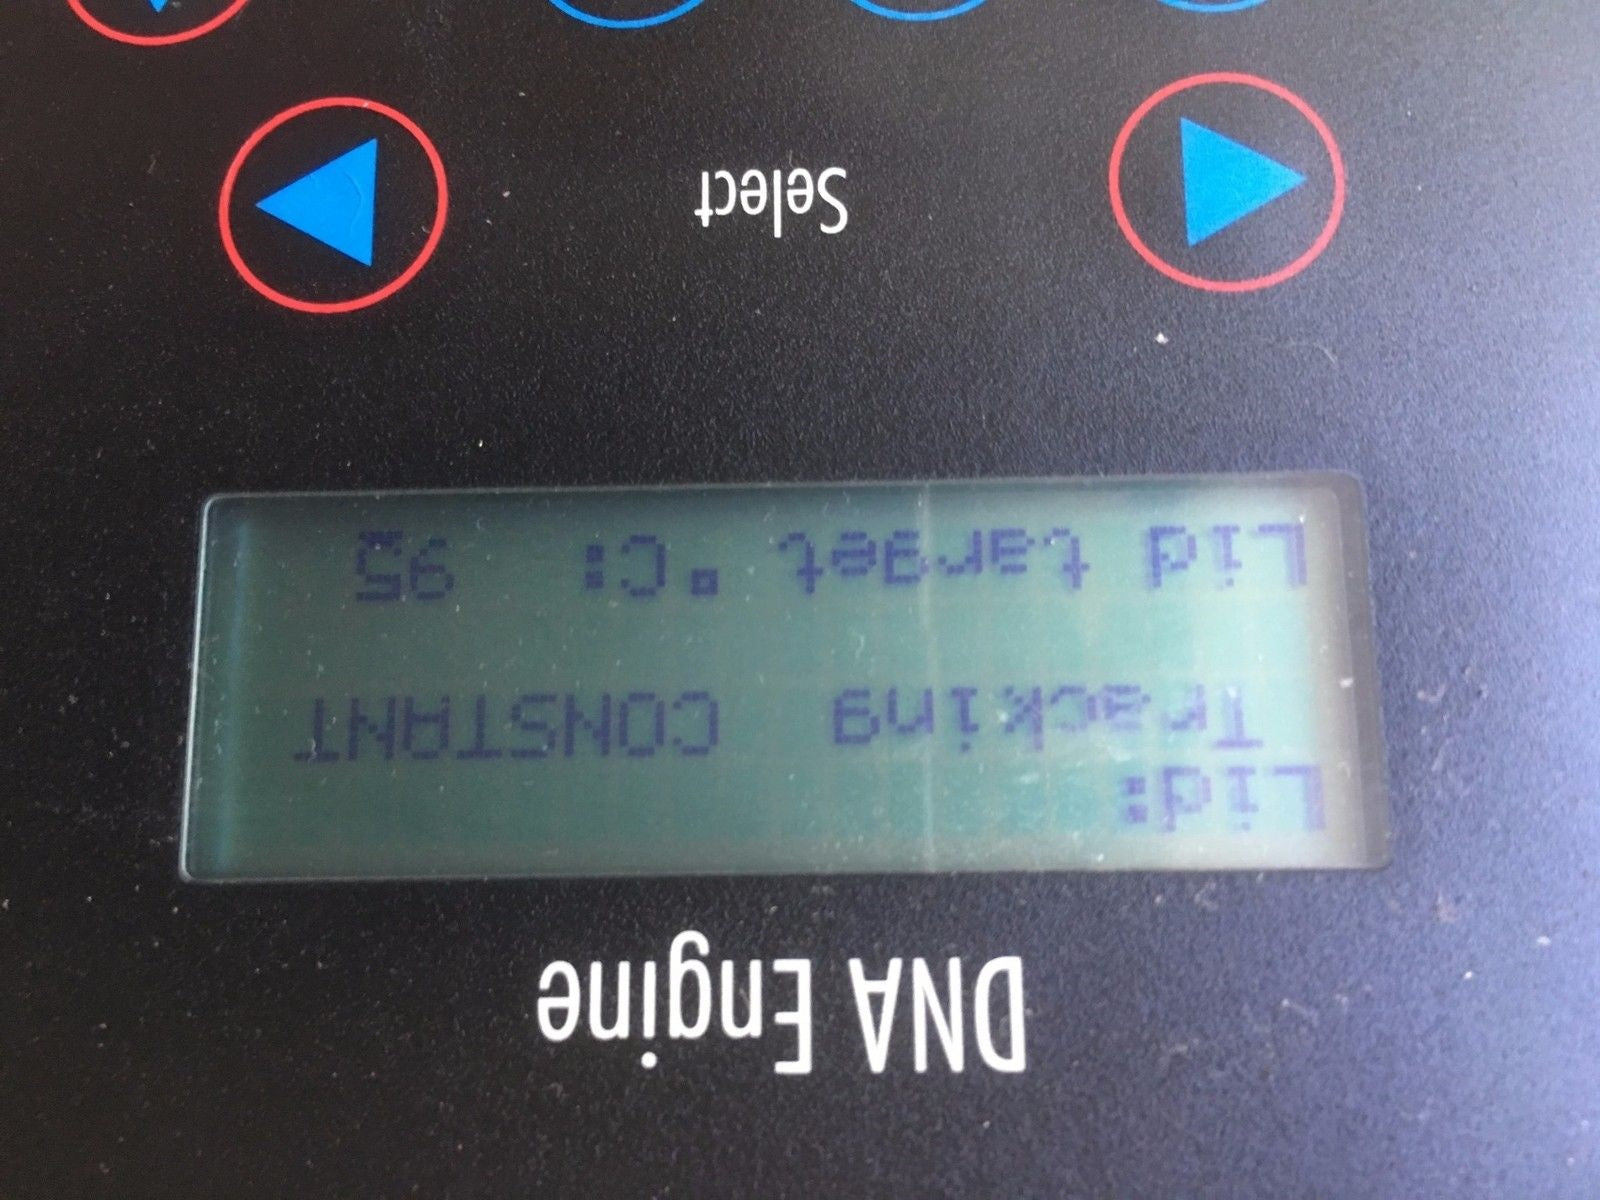 DNA Engine
Lid:
Tracking CONSTANT
Lid target °C: 95
Select